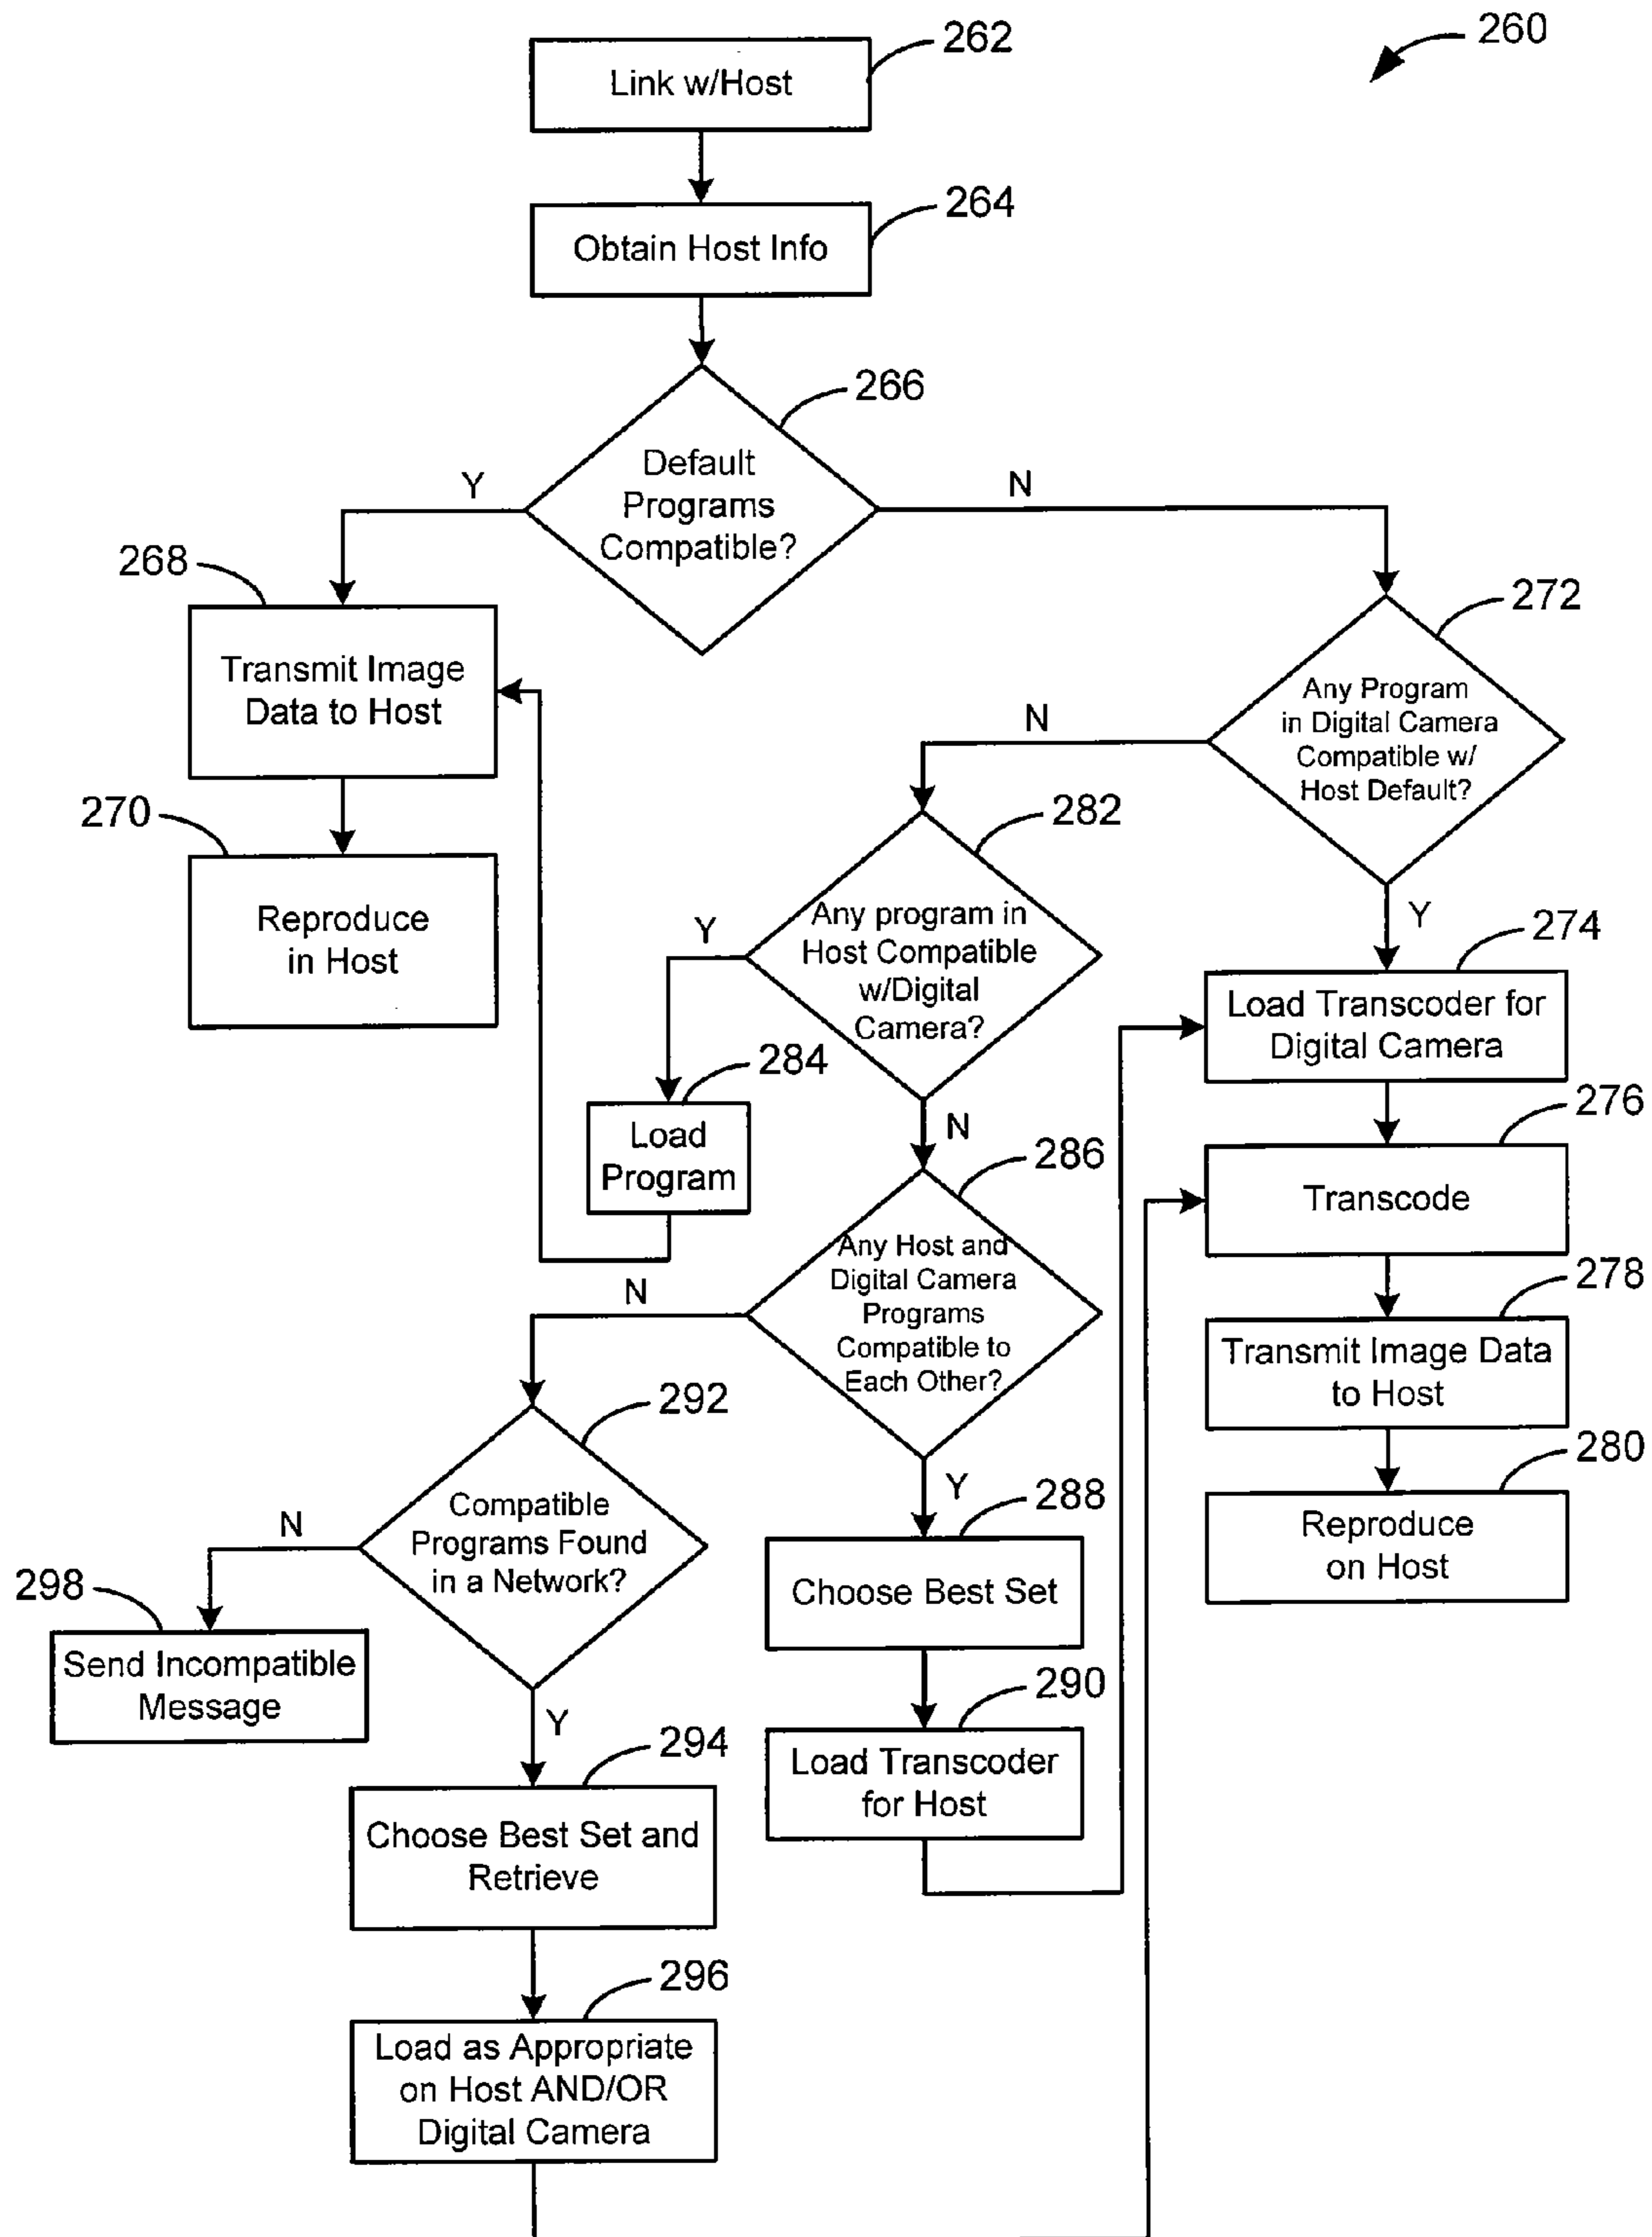 260
262
Link w/Host
264
Obtain Host Info
266
Default
Programs
Compatible?
Y
N
268
Transmit Image
Data to Host
270
Reproduce
in Host
272
Any Program
in Digital Camera
Compatible w/
Host Default?
N
Y
282
Any program in
Host Compatible
w/Digital
Camera?
Y
N
284
Load
Program
274
Load Transcoder for
Digital Camera
276
Transcode
278
Transmit Image Data
to Host
280
Reproduce
on Host
286
Any Host and
Digital Camera
Programs
Compatible to
Each Other?
N
Y
288
Choose Best Set
290
Load Transcoder
for Host
292
Compatible
Programs Found
in a Network?
N
Y
298
Send Incompatible
Message
294
Choose Best Set and
Retrieve
296
Load as Appropriate
on Host AND/OR
Digital Camera